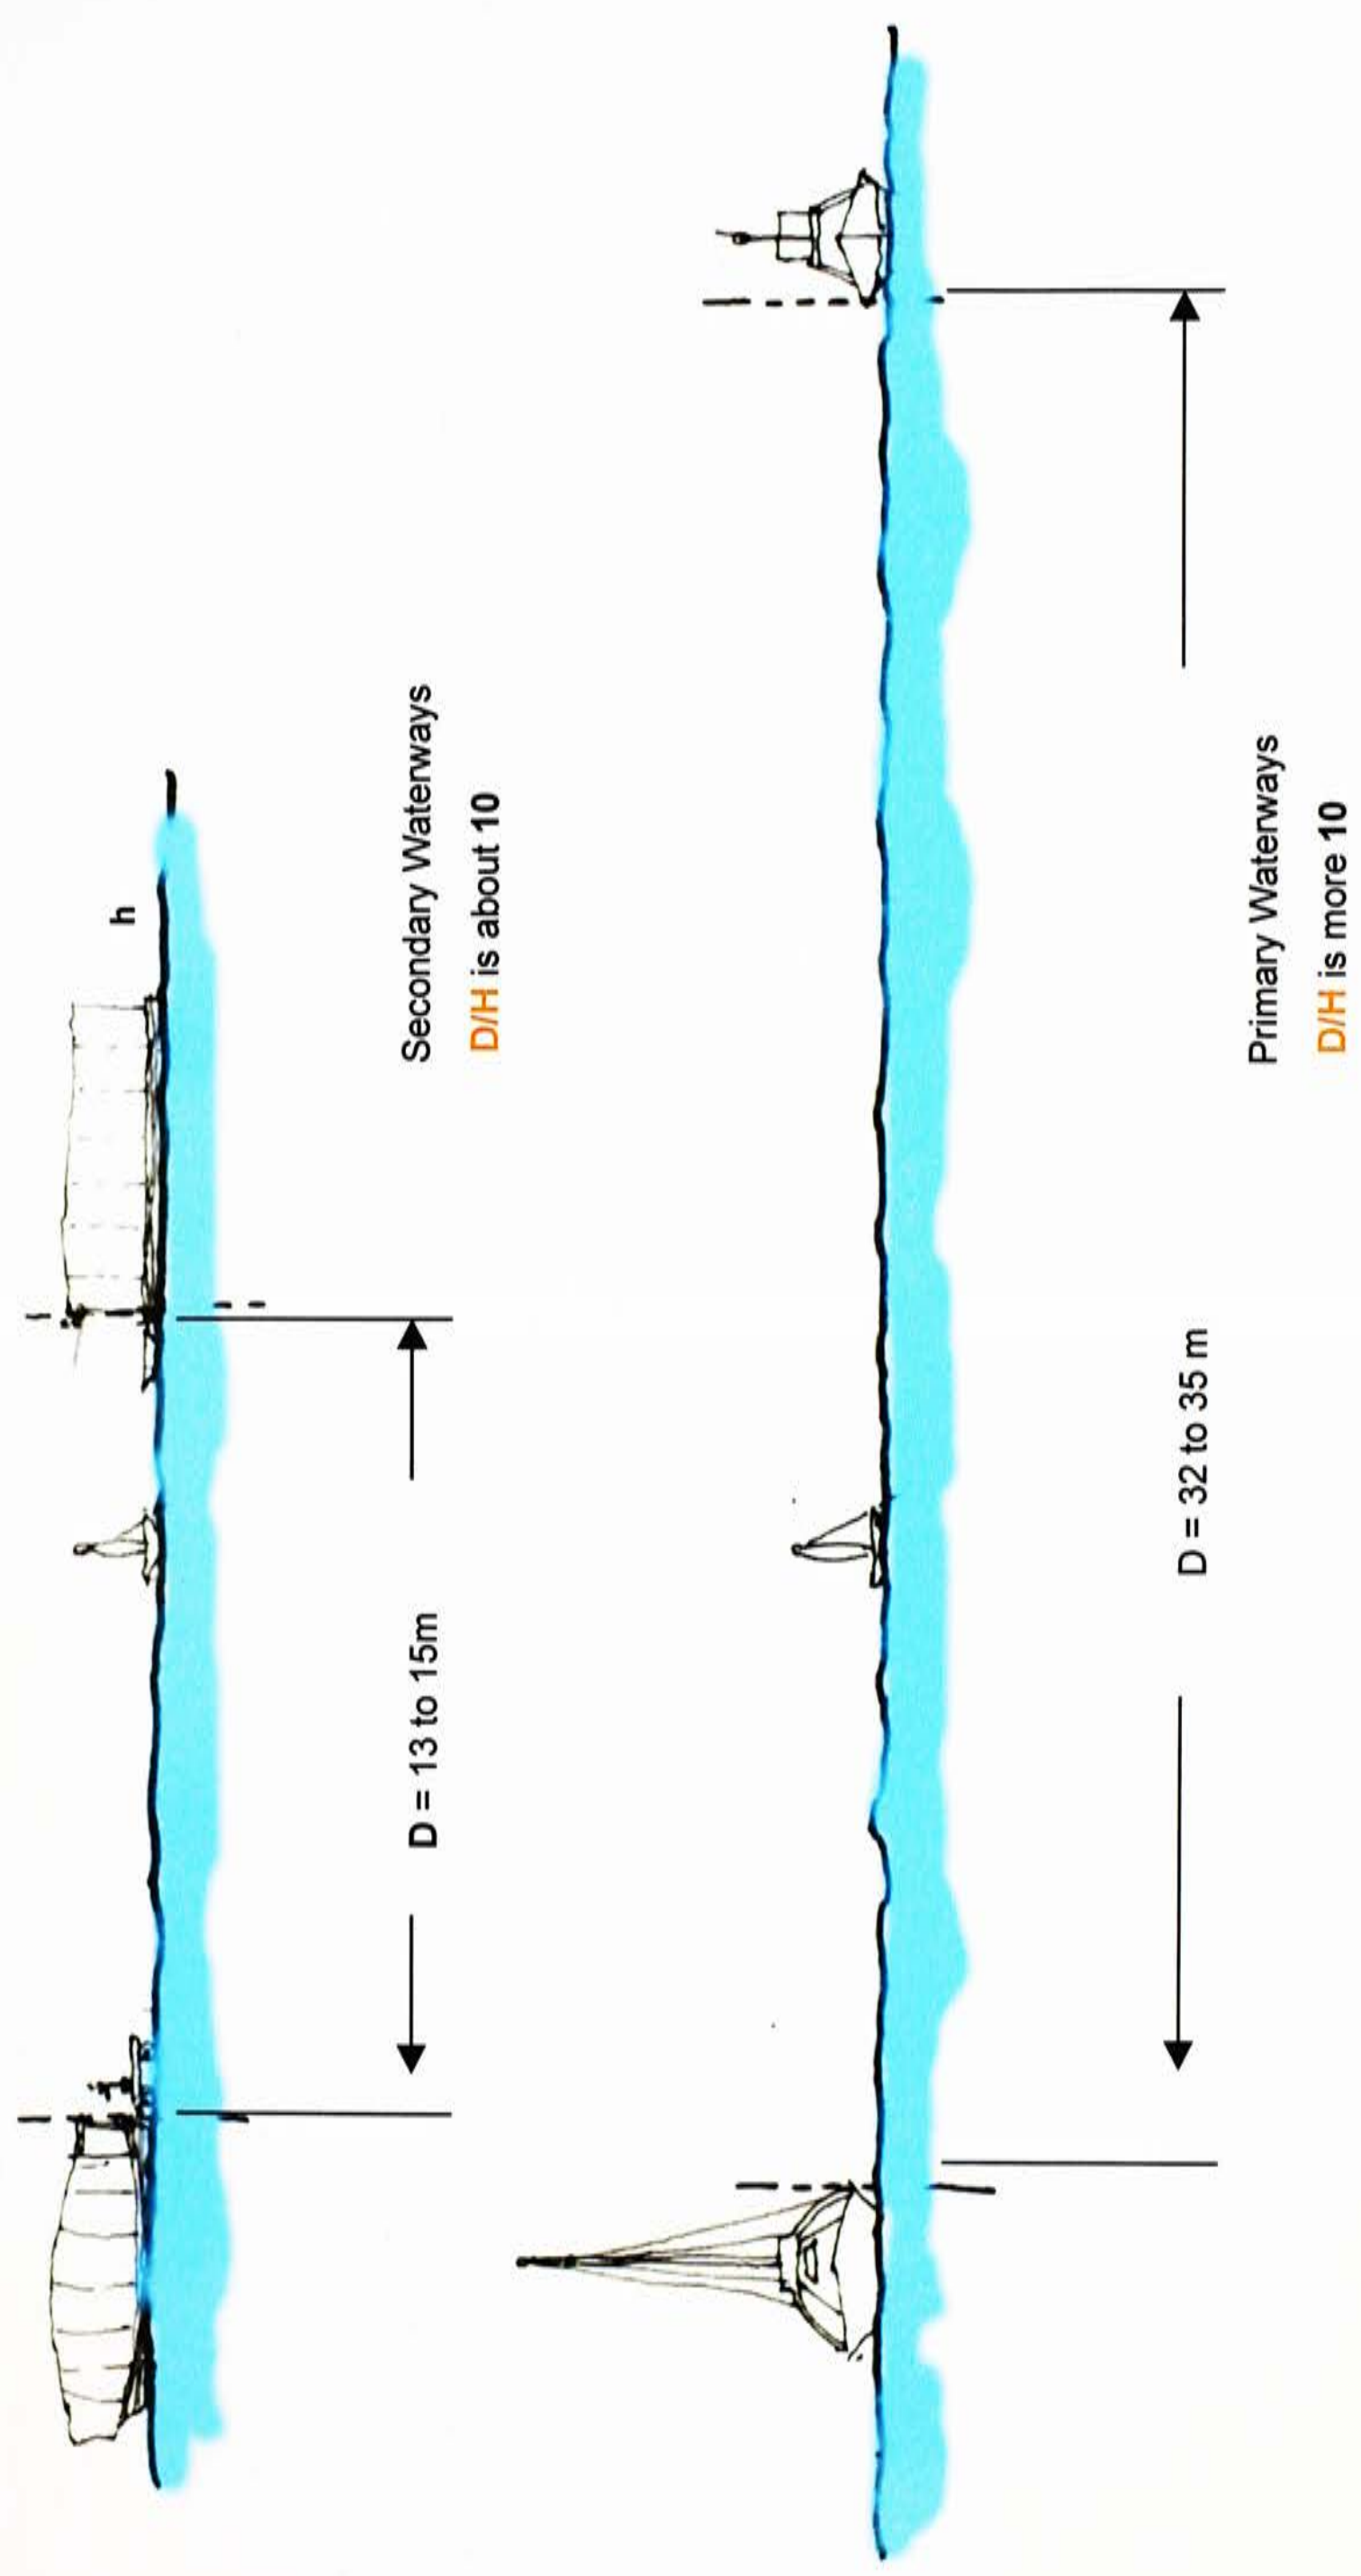 h
D = 13 to 15m
Secondary Waterways
D/H is about 10
D = 32 to 35 m
Primary Waterways
D/H is more 10